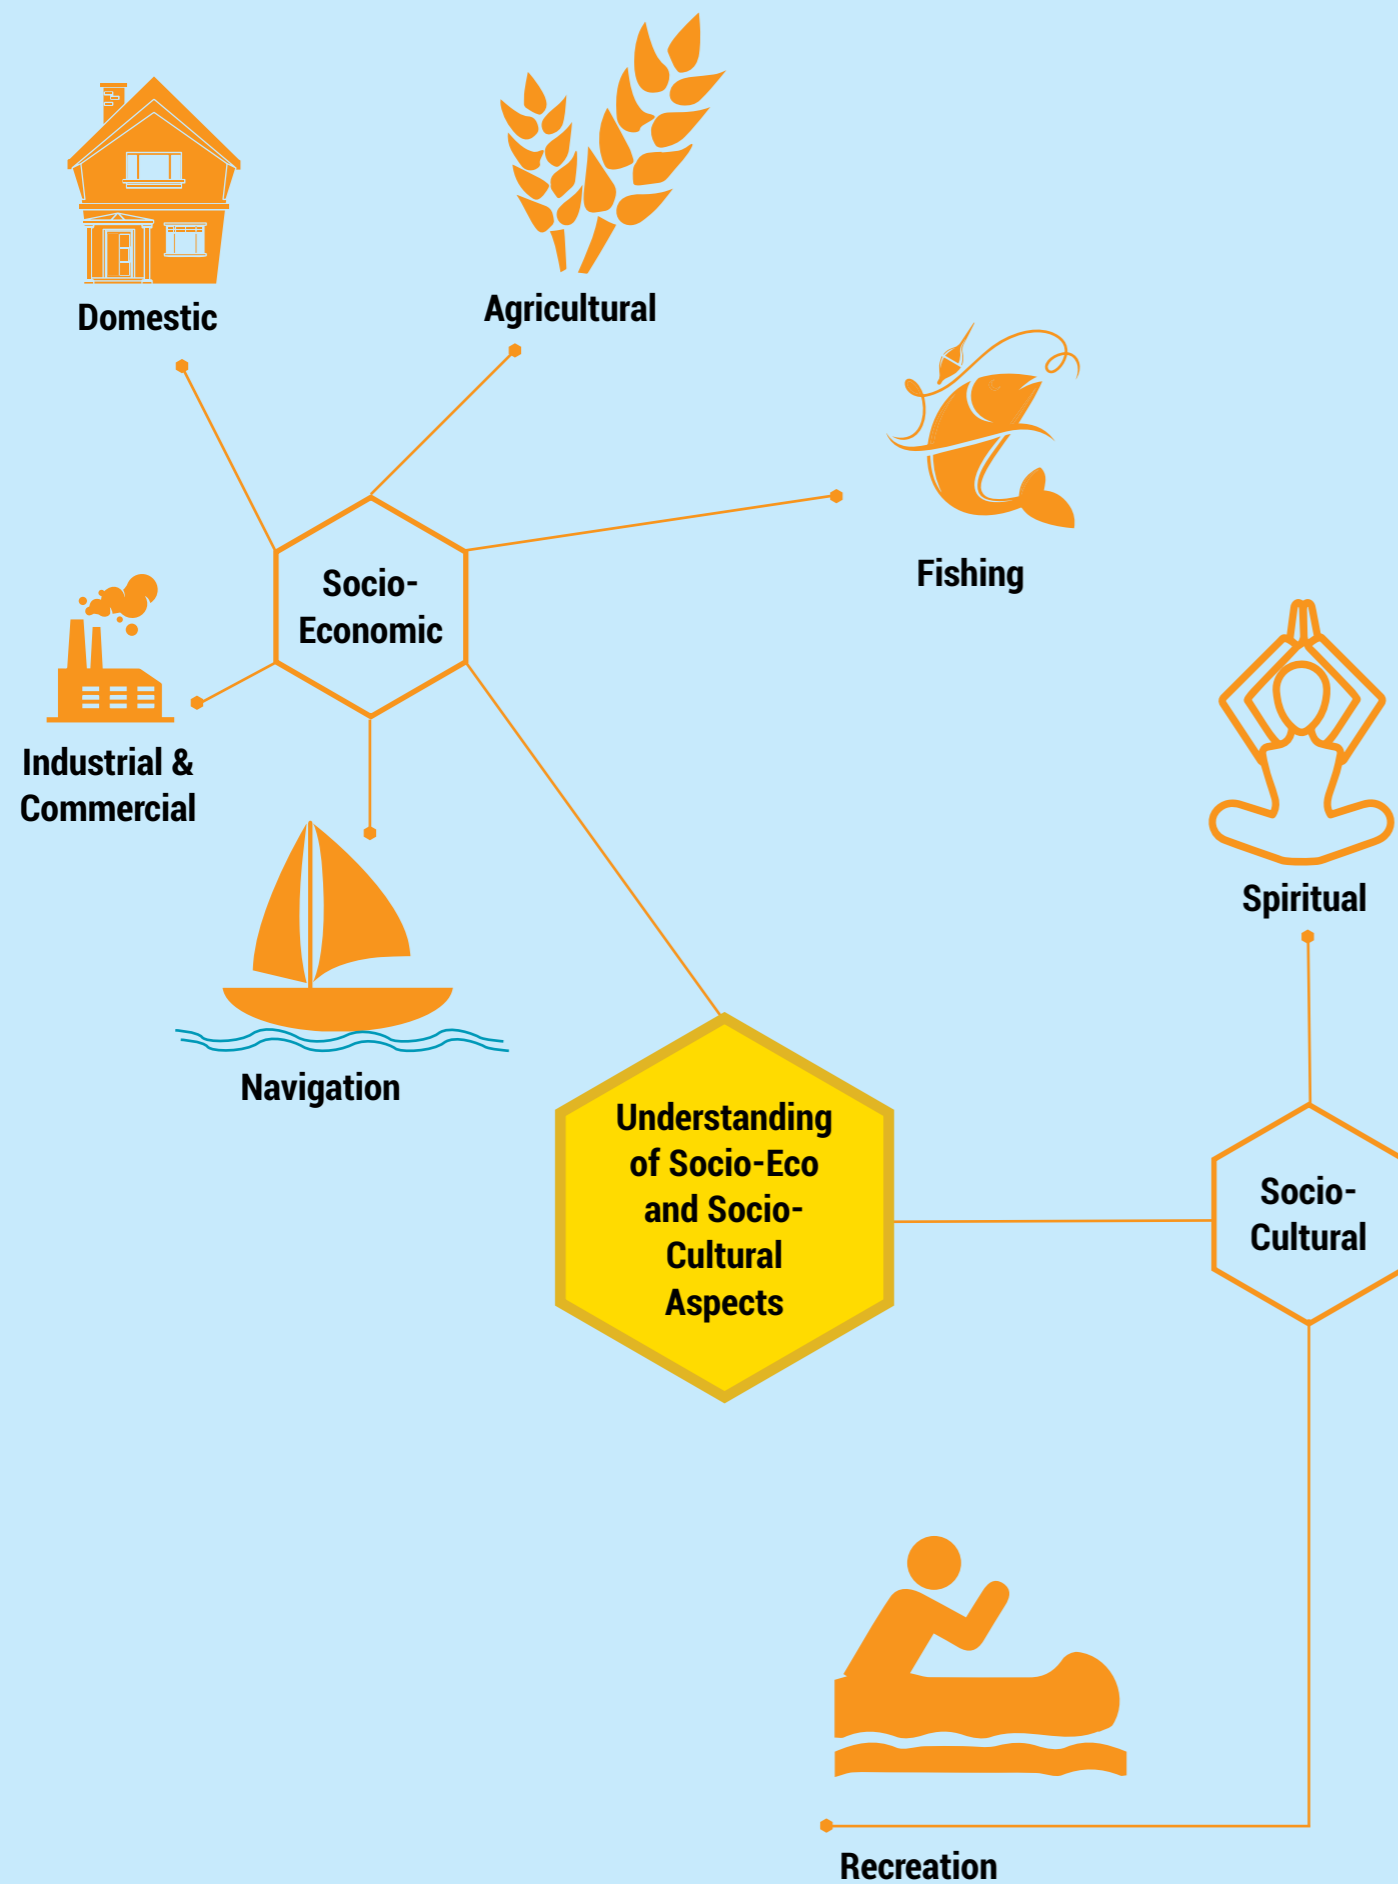 Domestic
Agricultural
Fishing
Socio-
Economic
Industrial &
Commercial
Spiritual
Navigation
Understanding
of Socio-Eco
and Socio-
Cultural
Aspects
Socio-
Cultural
Recreation